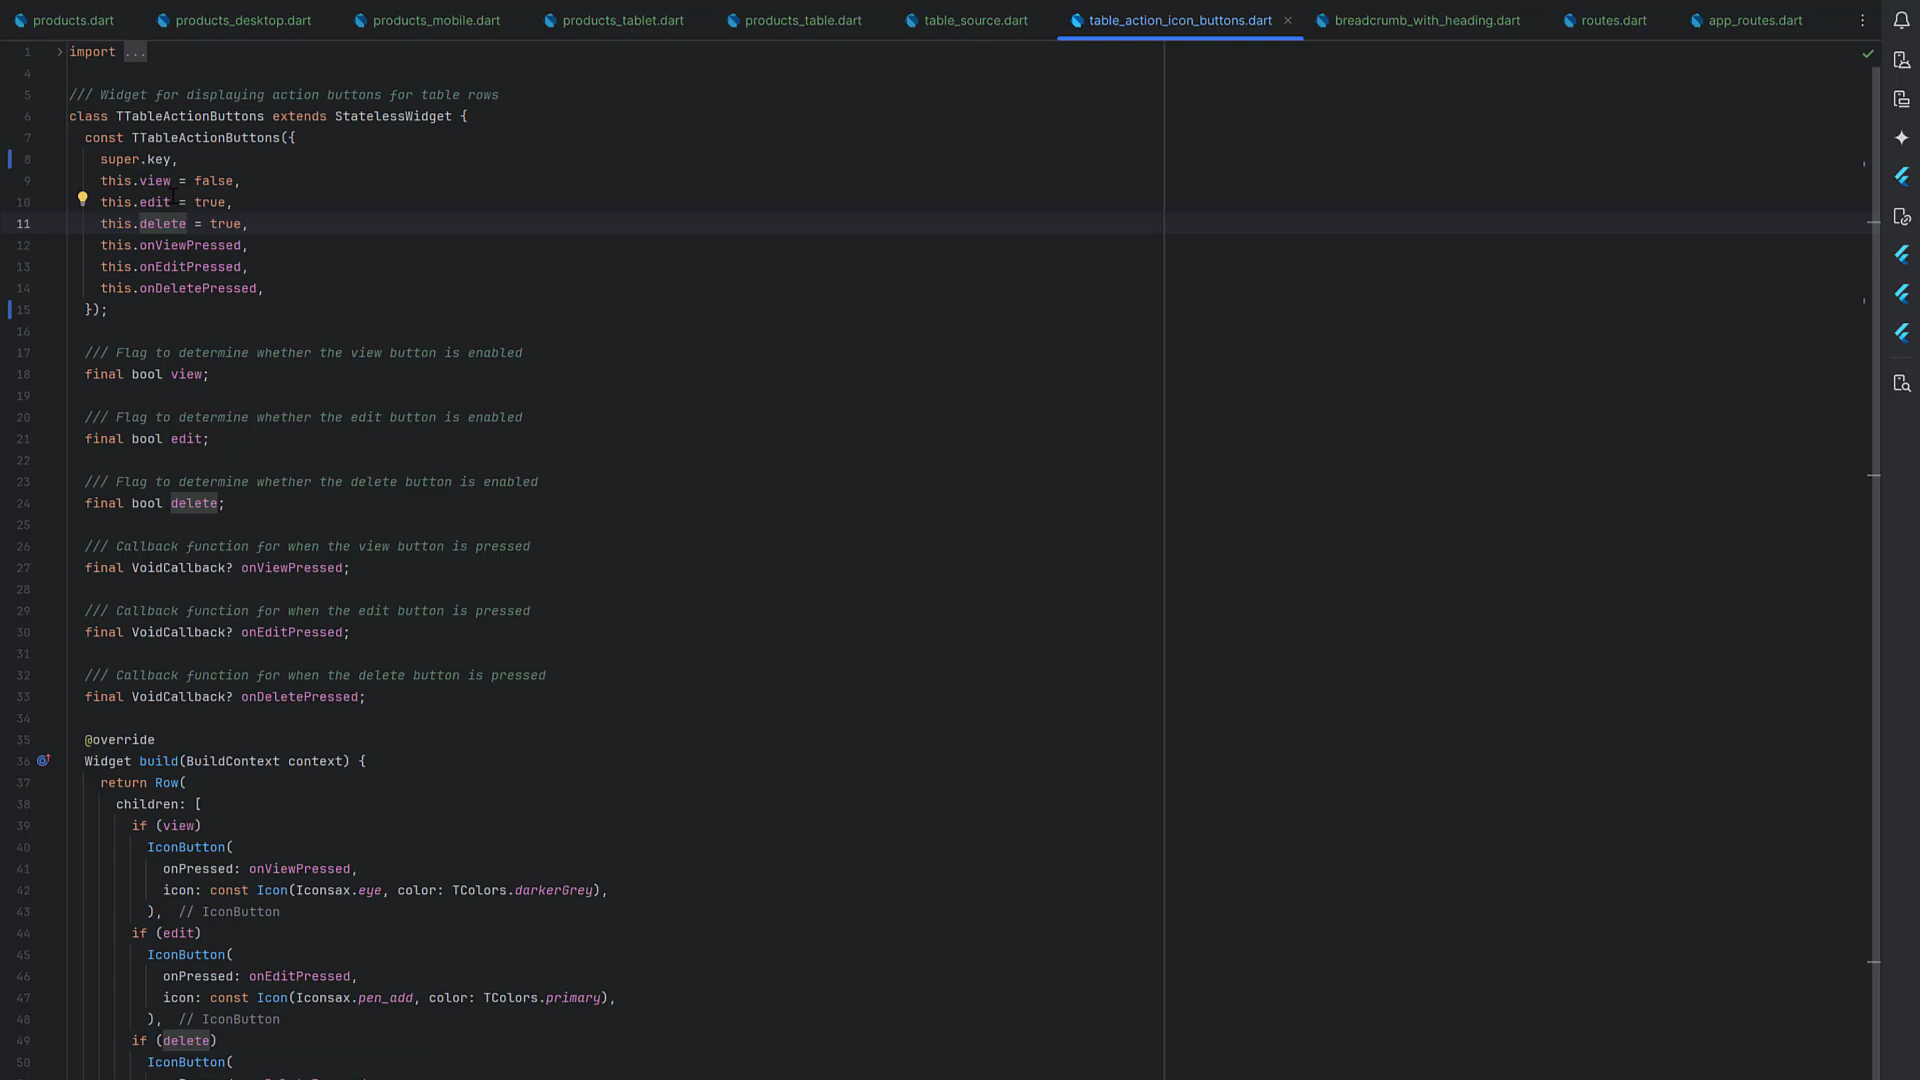 products.dart products_desktop.dart products_mobile.dart products_tablet.dart products_table.dart table_source.dart table_action_icon_buttons.dart breadcrumb_with_heading.dart routes.dart app_routes.dart
1 import ...
4
5 /// Widget for displaying action buttons for table rows
6 class TTableActionButtons extends StatelessWidget {
7 const TTableActionButtons({
8 super.key,
9 this.view = false,
10 this.edit = true,
11 this.delete = true,
12 this.onViewPressed,
13 this.onEditPressed,
14 this.onDeletePressed,
15 });
16
17 /// Flag to determine whether the view button is enabled
18 final bool view;
19
20 /// Flag to determine whether the edit button is enabled
21 final bool edit;
22
23 /// Flag to determine whether the delete button is enabled
24 final bool delete;
25
26 /// Callback function for when the view button is pressed
27 final VoidCallback? onViewPressed;
28
29 /// Callback function for when the edit button is pressed
30 final VoidCallback? onEditPressed;
31
32 /// Callback function for when the delete button is pressed
33 final VoidCallback? onDeletePressed;
34
35 @override
36 Widget build(BuildContext context) {
37 return Row(
38 children: [
39 if (view)
40 IconButton(
41 onPressed: onViewPressed,
42 icon: const Icon(Iconsax.eye, color: TColors.darkerGrey),
43 ), // IconButton
44 if (edit)
45 IconButton(
46 onPressed: onEditPressed,
47 icon: const Icon(Iconsax.pen_add, color: TColors.primary),
48 ), // IconButton
49 if (delete)
50 IconButton(